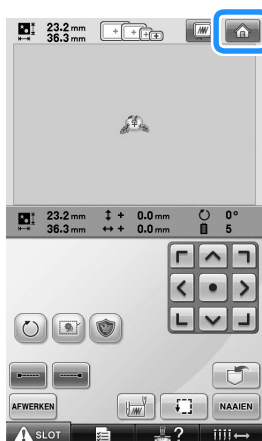 23.2 mm
36.3 mm
23.2 mm + 0.0 mm 0°
36.3 mm + 0.0 mm 5
AFWERKEN NAAIEN
SLOT ?